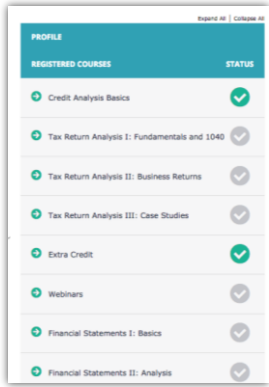 Expand All | Collapse All
PROFILE
REGISTERED COURSES STATUS
Credit Analysis Basics
Tax Return Analysis I: Fundamentals and 1040
Tax Return Analysis II: Business Returns
Tax Return Analysis III: Case Studies
Extra Credit
Webinars
Financial Statements I: Basics
Financial Statements II: Analysis